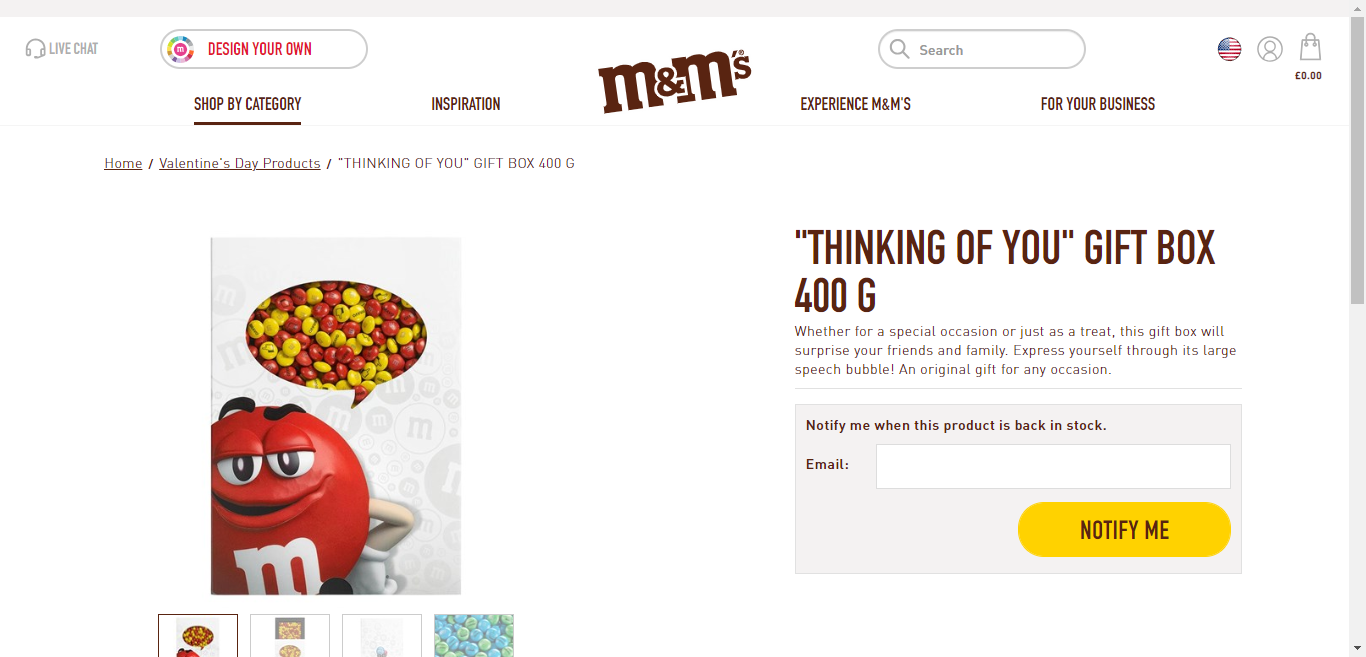 LIVE CHAT
DESIGN YOUR OWN
m&m's
Search
£0.00
SHOP BY CATEGORY
INSPIRATION
EXPERIENCE M&M'S
FOR YOUR BUSINESS
Home / Valentine's Day Products / "THINKING OF YOU" GIFT BOX 400 G
"THINKING OF YOU" GIFT BOX
400 G
Whether for a special occasion or just as a treat, this gift box will
surprise your friends and family. Express yourself through its large
speech bubble! An original gift for any occasion.
Notify me when this product is back in stock.
Email:
NOTIFY ME
m